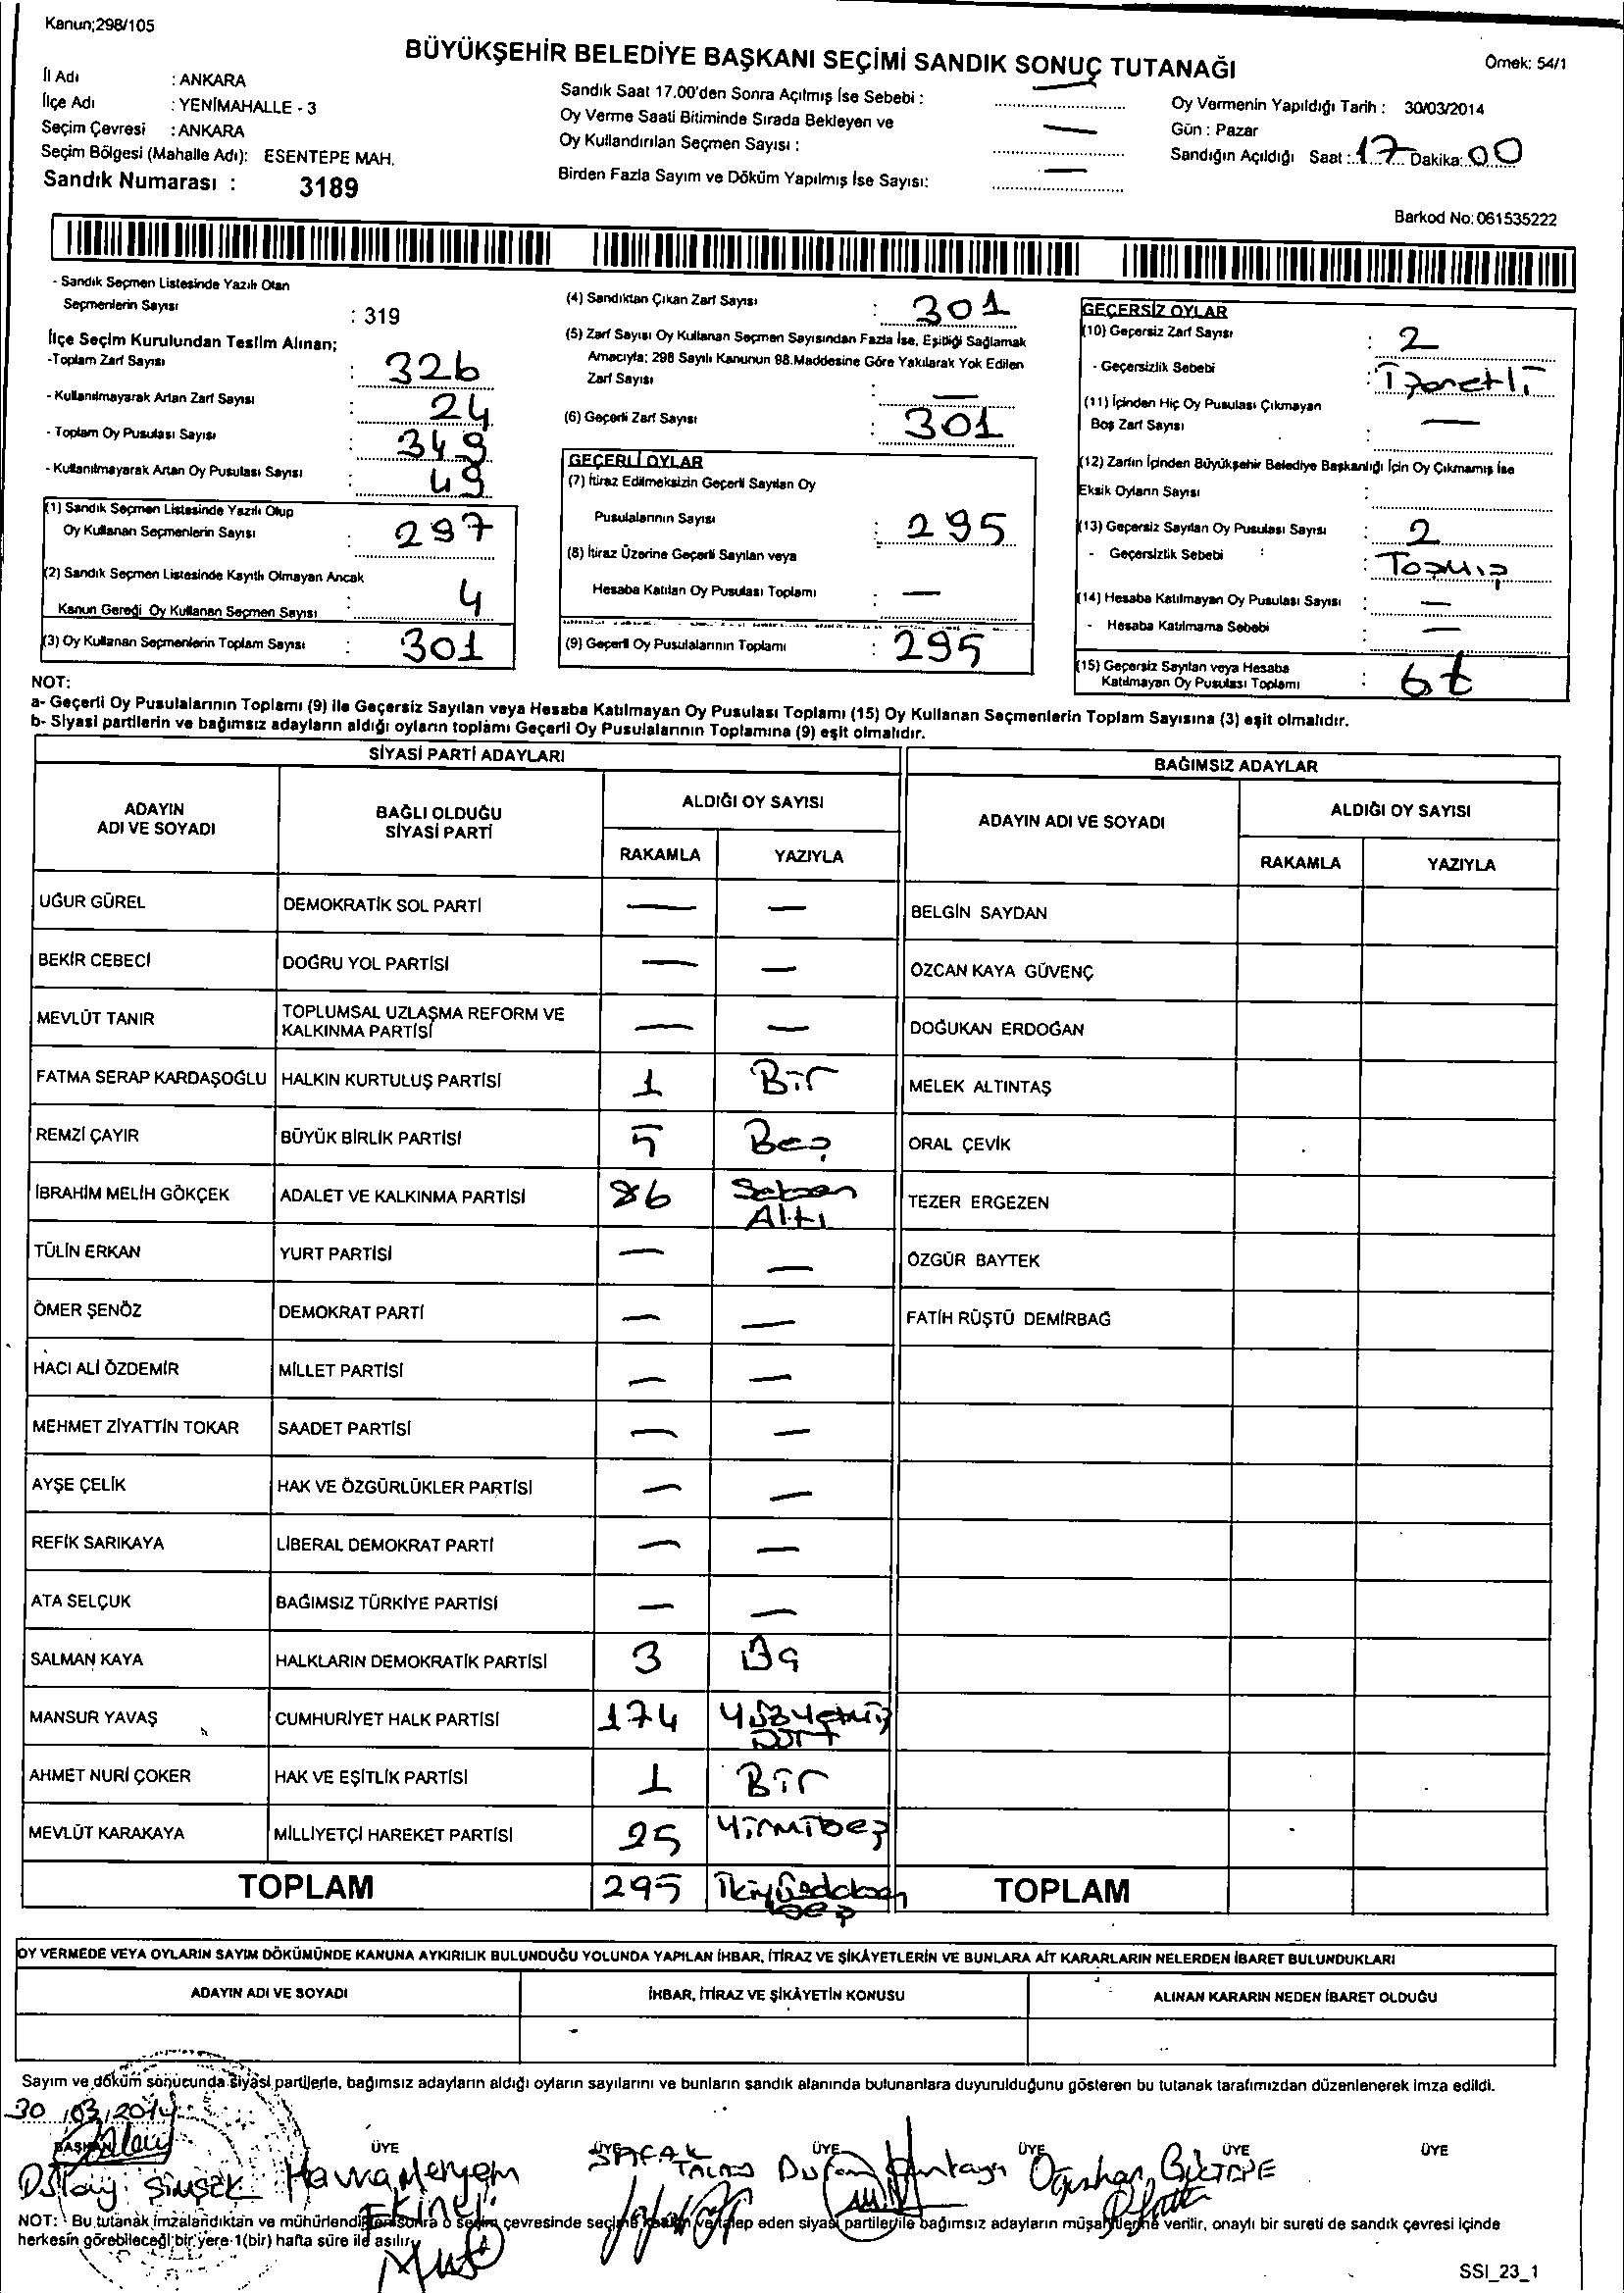 Kanun;298/105
BÜYÜKŞEHİR BELEDİYE BAŞKANI SEÇİMİ SANDIK SONUÇ TUTANAĞI
Örnek: 54/1
İl Adı : ANKARA
İlçe Adı : YENİMAHALLE - 3
Seçim Çevresi : ANKARA
Seçim Bölgesi (Mahalle Adı): ESENTEPE MAH.
Sandık Numarası : 3189
Sandık Saat 17.00'den Sonra Açılmış İse Sebebi : —
Oy Verme Saati Bitiminde Sırada Bekleyen ve
Oy Kullandırılan Seçmen Sayısı : —
Birden Fazla Sayım ve Döküm Yapılmış İse Sayısı: —
Oy Vermenin Yapıldığı Tarih : 30/03/2014
Gün : Pazar
Sandığın Açıldığı Saat : 17 Dakika: 00
Barkod No: 061535222
- Sandık Seçmen Listesinde Yazılı Olan
Seçmenlerin Sayısı : 319
İlçe Seçim Kurulundan Teslim Alınan;
-Toplam Zarf Sayısı : 326
- Kullanılmayarak Artan Zarf Sayısı : 24
- Toplam Oy Pusulası Sayısı : 349
- Kullanılmayarak Artan Oy Pusulası Sayısı : 49
(1) Sandık Seçmen Listesinde Yazılı Olup
Oy Kullanan Seçmenlerin Sayısı : 297
(2) Sandık Seçmen Listesinde Kayıtlı Olmayan Ancak
Kanun Gereği Oy Kullanan Seçmen Sayısı : 4
(3) Oy Kullanan Seçmenlerin Toplam Sayısı : 301
(4) Sandıktan Çıkan Zarf Sayısı : 301
(5) Zarf Sayısı Oy Kullanan Seçmen Sayısından Fazla İse, Eşitliği Sağlamak
Amacıyla; 298 Sayılı Kanunun 98.Maddesine Göre Yakılarak Yok Edilen
Zarf Sayısı : —
(6) Geçerli Zarf Sayısı : 301
GEÇERLİ OYLAR
(7) İtiraz Edilmeksizin Geçerli Sayılan Oy
Pusulalarının Sayısı : 295
(8) İtiraz Üzerine Geçerli Sayılan veya
Hesaba Katılan Oy Pusulası Toplamı : —
(9) Geçerli Oy Pusulalarının Toplamı : 295
GEÇERSİZ OYLAR
(10) Geçersiz Zarf Sayısı : 2
- Geçersizlik Sebebi : İşaretli
(11) İçinden Hiç Oy Pusulası Çıkmayan
Boş Zarf Sayısı : —
(12) Zarfın İçinden Büyükşehir Belediye Başkanlığı İçin Oy Çıkmamış İse
Eksik Oyların Sayısı :
(13) Geçersiz Sayılan Oy Pusulası Sayısı : 2
- Geçersizlik Sebebi : Taşmış
(14) Hesaba Katılmayan Oy Pusulası Sayısı : —
- Hesaba Katılmama Sebebi : —
(15) Geçersiz Sayılan veya Hesaba
Katılmayan Oy Pusulası Toplamı : 6
NOT:
a- Geçerli Oy Pusulalarının Toplamı (9) ile Geçersiz Sayılan veya Hesaba Katılmayan Oy Pusulası Toplamı (15) Oy Kullanan Seçmenlerin Toplam Sayısına (3) eşit olmalıdır.
b- Siyasi partilerin ve bağımsız adayların aldığı oyların toplamı Geçerli Oy Pusulalarının Toplamına (9) eşit olmalıdır.
SİYASİ PARTİ ADAYLARI
ADAYIN ADI VE SOYADI
BAĞLI OLDUĞU SİYASİ PARTİ
ALDIĞI OY SAYISI
RAKAMLA YAZIYLA
BAĞIMSIZ ADAYLAR
ADAYIN ADI VE SOYADI
ALDIĞI OY SAYISI
RAKAMLA YAZIYLA
UĞUR GÜREL DEMOKRATİK SOL PARTİ — — BELGİN SAYDAN
BEKİR CEBECİ DOĞRU YOL PARTİSİ — — ÖZCAN KAYA GÜVENÇ
MEVLÜT TANIR TOPLUMSAL UZLAŞMA REFORM VE KALKINMA PARTİSİ — — DOĞUKAN ERDOĞAN
FATMA SERAP KARDAŞOĞLU HALKIN KURTULUŞ PARTİSİ 1 Bir MELEK ALTINTAŞ
REMZİ ÇAYIR BÜYÜK BİRLİK PARTİSİ 5 Beş ORAL ÇEVİK
İBRAHİM MELİH GÖKÇEK ADALET VE KALKINMA PARTİSİ 86 Seksen Altı TEZER ERGEZEN
TÜLİN ERKAN YURT PARTİSİ — — ÖZGÜR BAYTEK
ÖMER ŞENÖZ DEMOKRAT PARTİ — — FATİH RÜŞTÜ DEMİRBAĞ
HACI ALİ ÖZDEMİR MİLLET PARTİSİ — —
MEHMET ZİYATTİN TOKAR SAADET PARTİSİ — —
AYŞE ÇELİK HAK VE ÖZGÜRLÜKLER PARTİSİ — —
REFİK SARIKAYA LİBERAL DEMOKRAT PARTİ — —
ATA SELÇUK BAĞIMSIZ TÜRKİYE PARTİSİ — —
SALMAN KAYA HALKLARIN DEMOKRATİK PARTİSİ 3 Üç
MANSUR YAVAŞ CUMHURİYET HALK PARTİSİ 174 Yüzyetmiş Dört
AHMET NURİ ÇOKER HAK VE EŞİTLİK PARTİSİ 1 Bir
MEVLÜT KARAKAYA MİLLİYETÇİ HAREKET PARTİSİ 25 Yirmibeş
TOPLAM 295 beş TOPLAM
OY VERMEDE VEYA OYLARIN SAYIM DÖKÜMÜNDE KANUNA AYKIRILIK BULUNDUĞU YOLUNDA YAPILAN İHBAR, İTİRAZ VE ŞİKÂYETLERİN VE BUNLARA AİT KARARLARIN NELERDEN İBARET BULUNDUKLARI
ADAYIN ADI VE SOYADI İHBAR, İTİRAZ VE ŞİKÂYETİN KONUSU ALINAN KARARIN NEDEN İBARET OLDUĞU
Sayım ve döküm sonucunda siyasi partilerle, bağımsız adayların aldığı oyların sayılarını ve bunların sandık alanında bulunanlara duyurulduğunu gösteren bu tutanak tarafımızdan düzenlenerek imza edildi.
30 /03/2014
BAŞKAN ÜYE ÜYE ÜYE ÜYE ÜYE ÜYE
ŞİMŞEK Havva Meryem EKİNCİ ŞAFAK Oğuzhan GÜLTEPE
NOT: Bu tutanak imzalandıktan ve mühürlendikten sonra o seçim çevresinde seçime katılan ve talep eden siyasi partiler ile bağımsız adayların müşahitlerine verilir, onaylı bir sureti de sandık çevresi içinde
herkesin görebileceği bir yere 1(bir) hafta süre ile asılır.
SSI_23_1